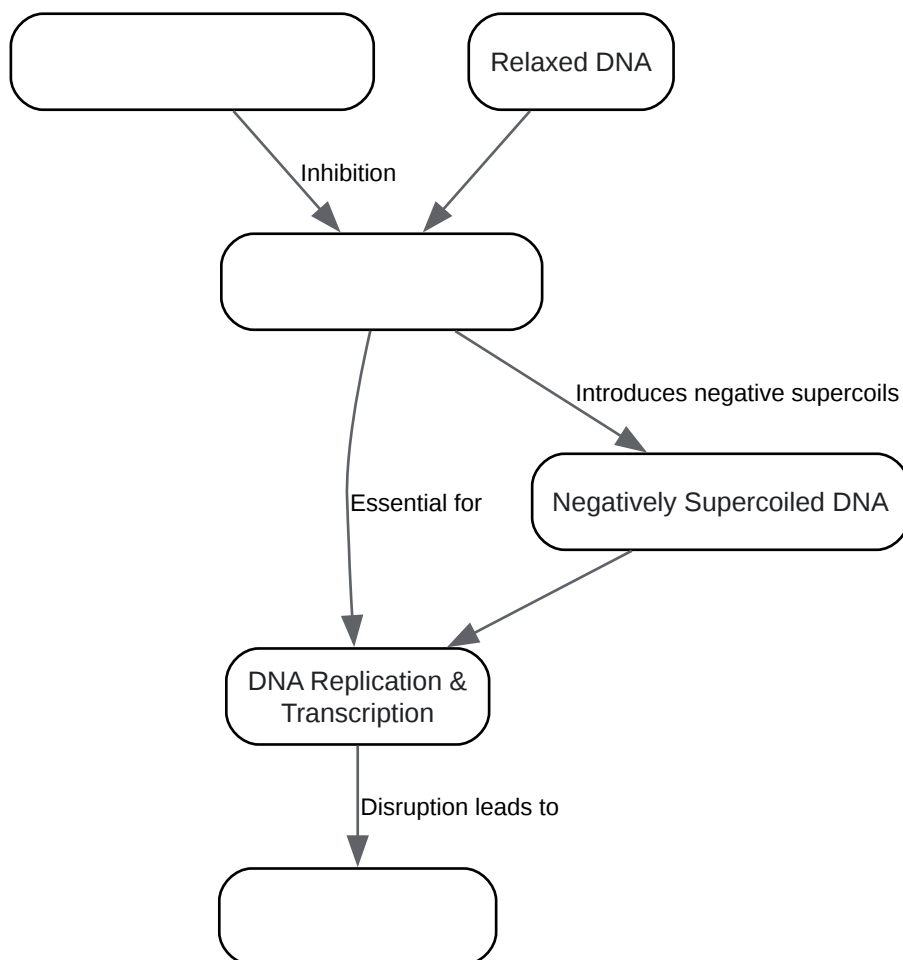 Relaxed DNA
Inhibition
Introduces negative supercoils
Essential for
Negatively Supercoiled DNA
DNA Replication &
Transcription
Disruption leads to